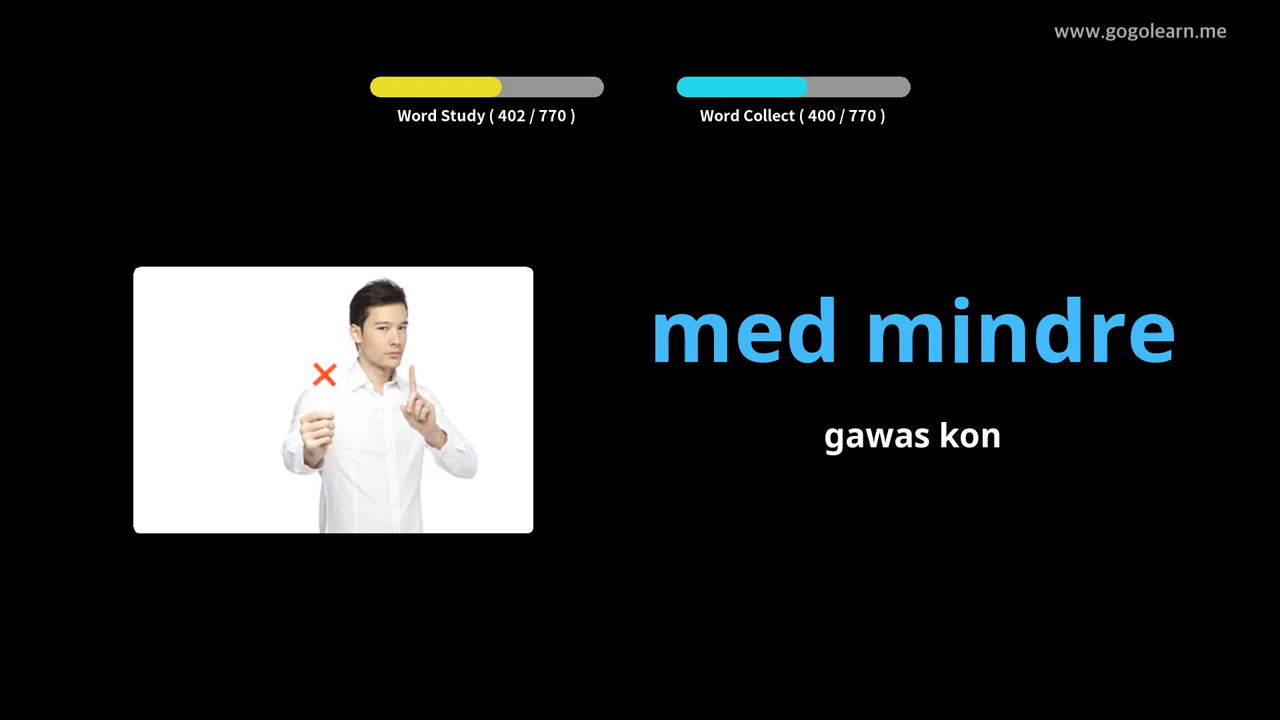 www.gogolearn.me
Word Study ( 402 / 770 )
Word Collect ( 400 / 770 )
med mindre
gawas kon